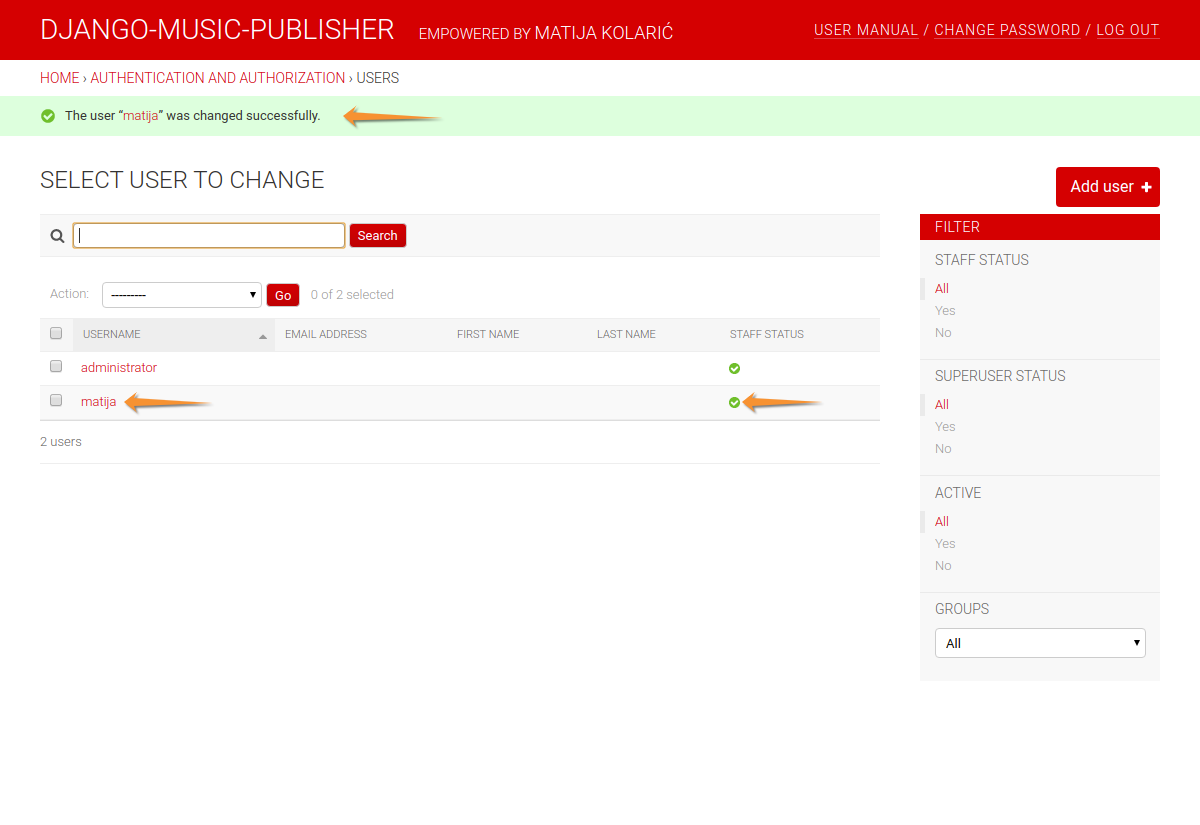 DJANGO-MUSIC-PUBLISHER EMPOWERED BY MATIJA KOLARIĆ USER MANUAL / CHANGE PASSWORD / LOG OUT
HOME › AUTHENTICATION AND AUTHORIZATION › USERS
The user “matija” was changed successfully.
SELECT USER TO CHANGE
Add user
Search
Action: --------- Go 0 of 2 selected
USERNAME EMAIL ADDRESS FIRST NAME LAST NAME STAFF STATUS
administrator
matija
2 users
FILTER
STAFF STATUS
All
Yes
No
SUPERUSER STATUS
All
Yes
No
ACTIVE
All
Yes
No
GROUPS
All